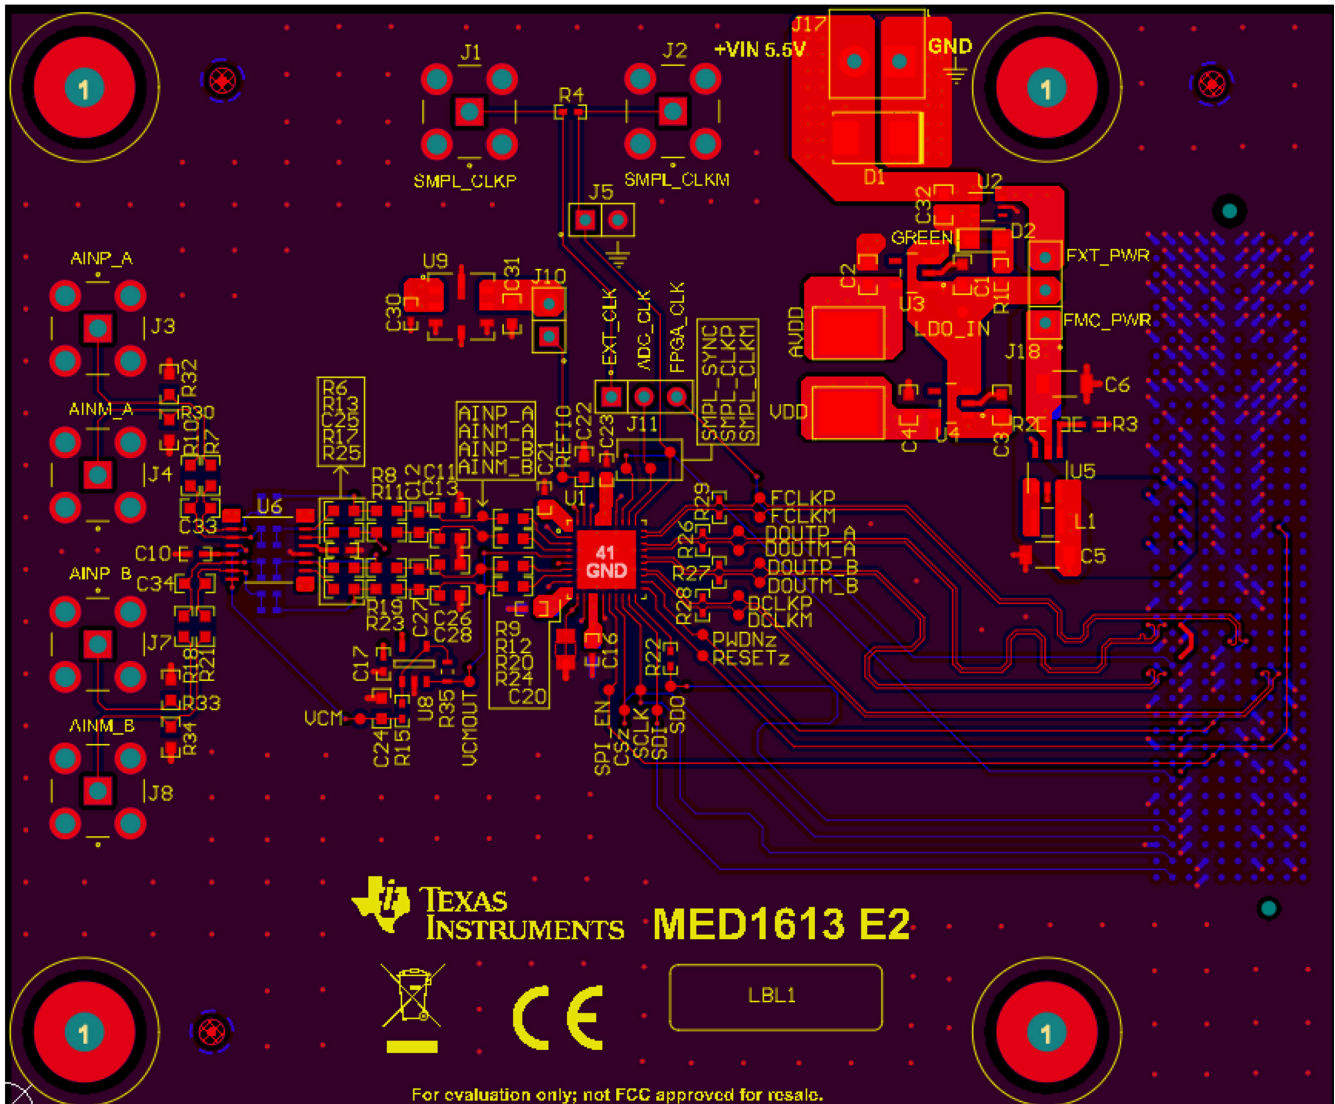 J17
+VIN 5.5V
GND
J1
J2
1
1
R4
SMPL_CLKP
SMPL_CLKM
D1
U2
J5
C32
D2
GREEN
EXT_PWR
AINP_A
U9
C31
J10
C2
U3
C1
R1
C30
EXT_CLK
ADC_CLK
FPGA_CLK
AVDD
LDO_IN
FMC_PWR
J3
J18
SMPL_SYNC
SMPL_CLKP
SMPL_CLKM
R32
R6
R13
R17
R25
C6
AINM_A
R30
R10
R7
AINP_A
AINM_A
AINP_B
AINM_B
REFIO
C22
C23
J11
VDD
C4
U4
C3
R2
R3
J4
R8
R11
C12
C11
C13
C21
U1
U5
C33
U6
R29
FCLKP
FCLKM
L1
C10
R26
DOUTP_A
DOUTM_A
41
GND
C5
AINP_B
C34
R27
DOUTP_B
DOUTM_B
R19
R23
C27
C26
C28
R28
DCLKP
DCLKM
J7
R18
R21
R9
R12
R20
R24
C20
C16
R22
PWDNz
RESETz
C17
R33
U8
R35
VCMOUT
AINM_B
R34
VCM
C24
R15
SPI_EN
CSz
SCLK
SDI
SDO
J8
TEXAS
INSTRUMENTS
MED1613 E2
CE
LBL1
1
1
For evaluation only; not FCC approved for resale.